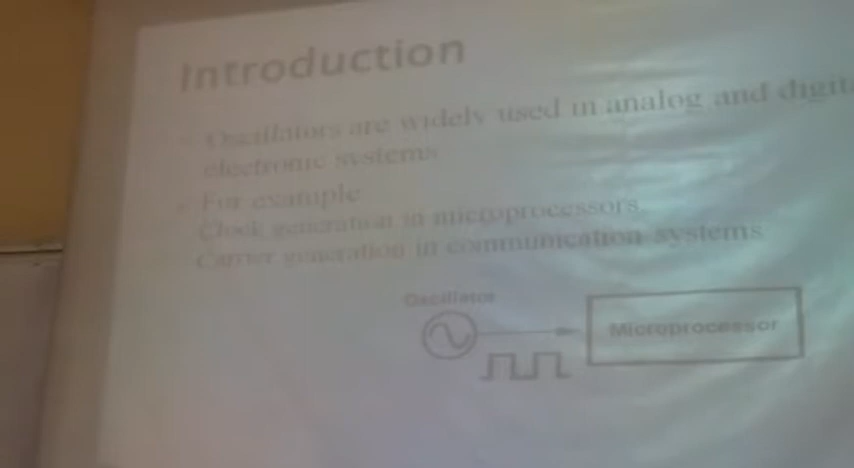 Introduction
Oscillators are widely used in analog and digit
electronic systems
For example
Clock generation in microprocessors
Carrier generation in communication systems
Oscillator
Microprocessor